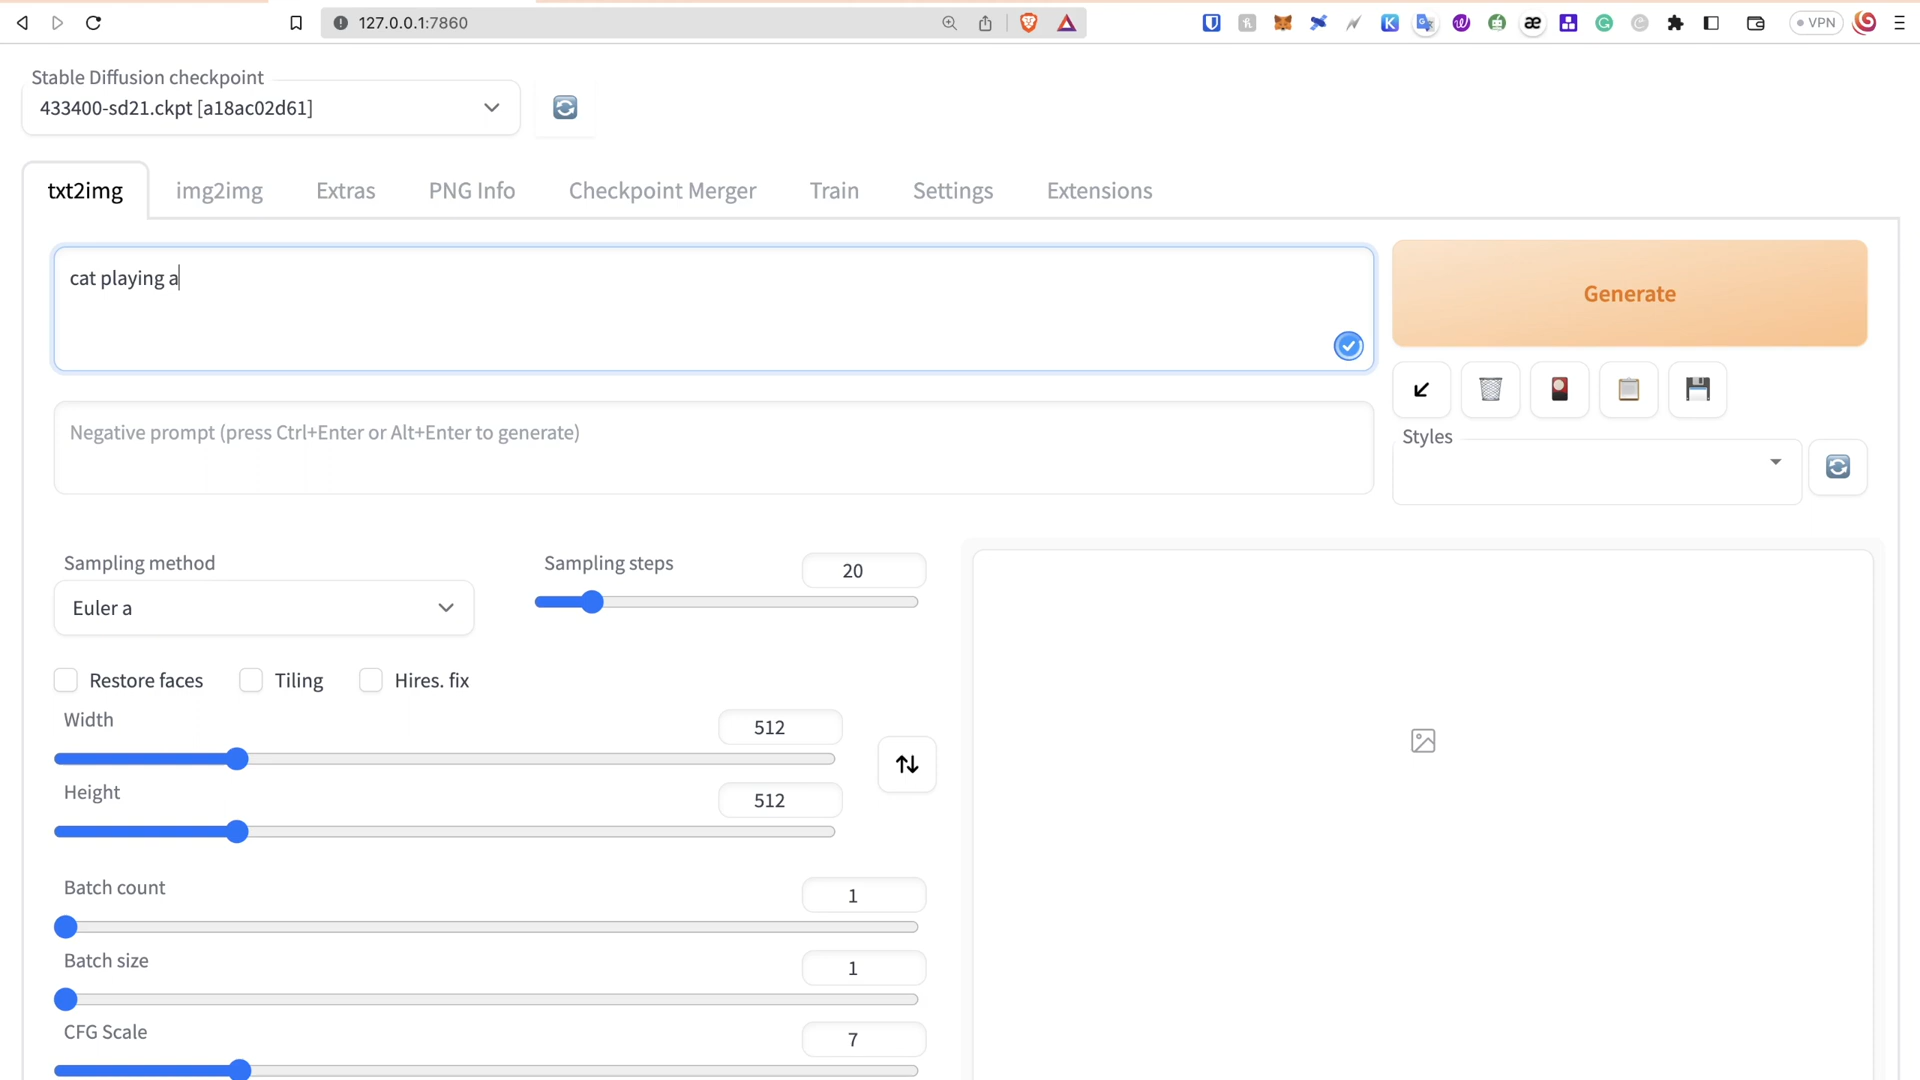 127.0.0.1:7860
VPN
Stable Diffusion checkpoint
433400-sd21.ckpt [a18ac02d61]
txt2img
img2img
Extras
PNG Info
Checkpoint Merger
Train
Settings
Extensions
cat playing a
Generate
Negative prompt (press Ctrl+Enter or Alt+Enter to generate)
Styles
Sampling method
Sampling steps
20
Euler a
Restore faces
Tiling
Hires. fix
Width
512
Height
512
Batch count
1
Batch size
1
CFG Scale
7